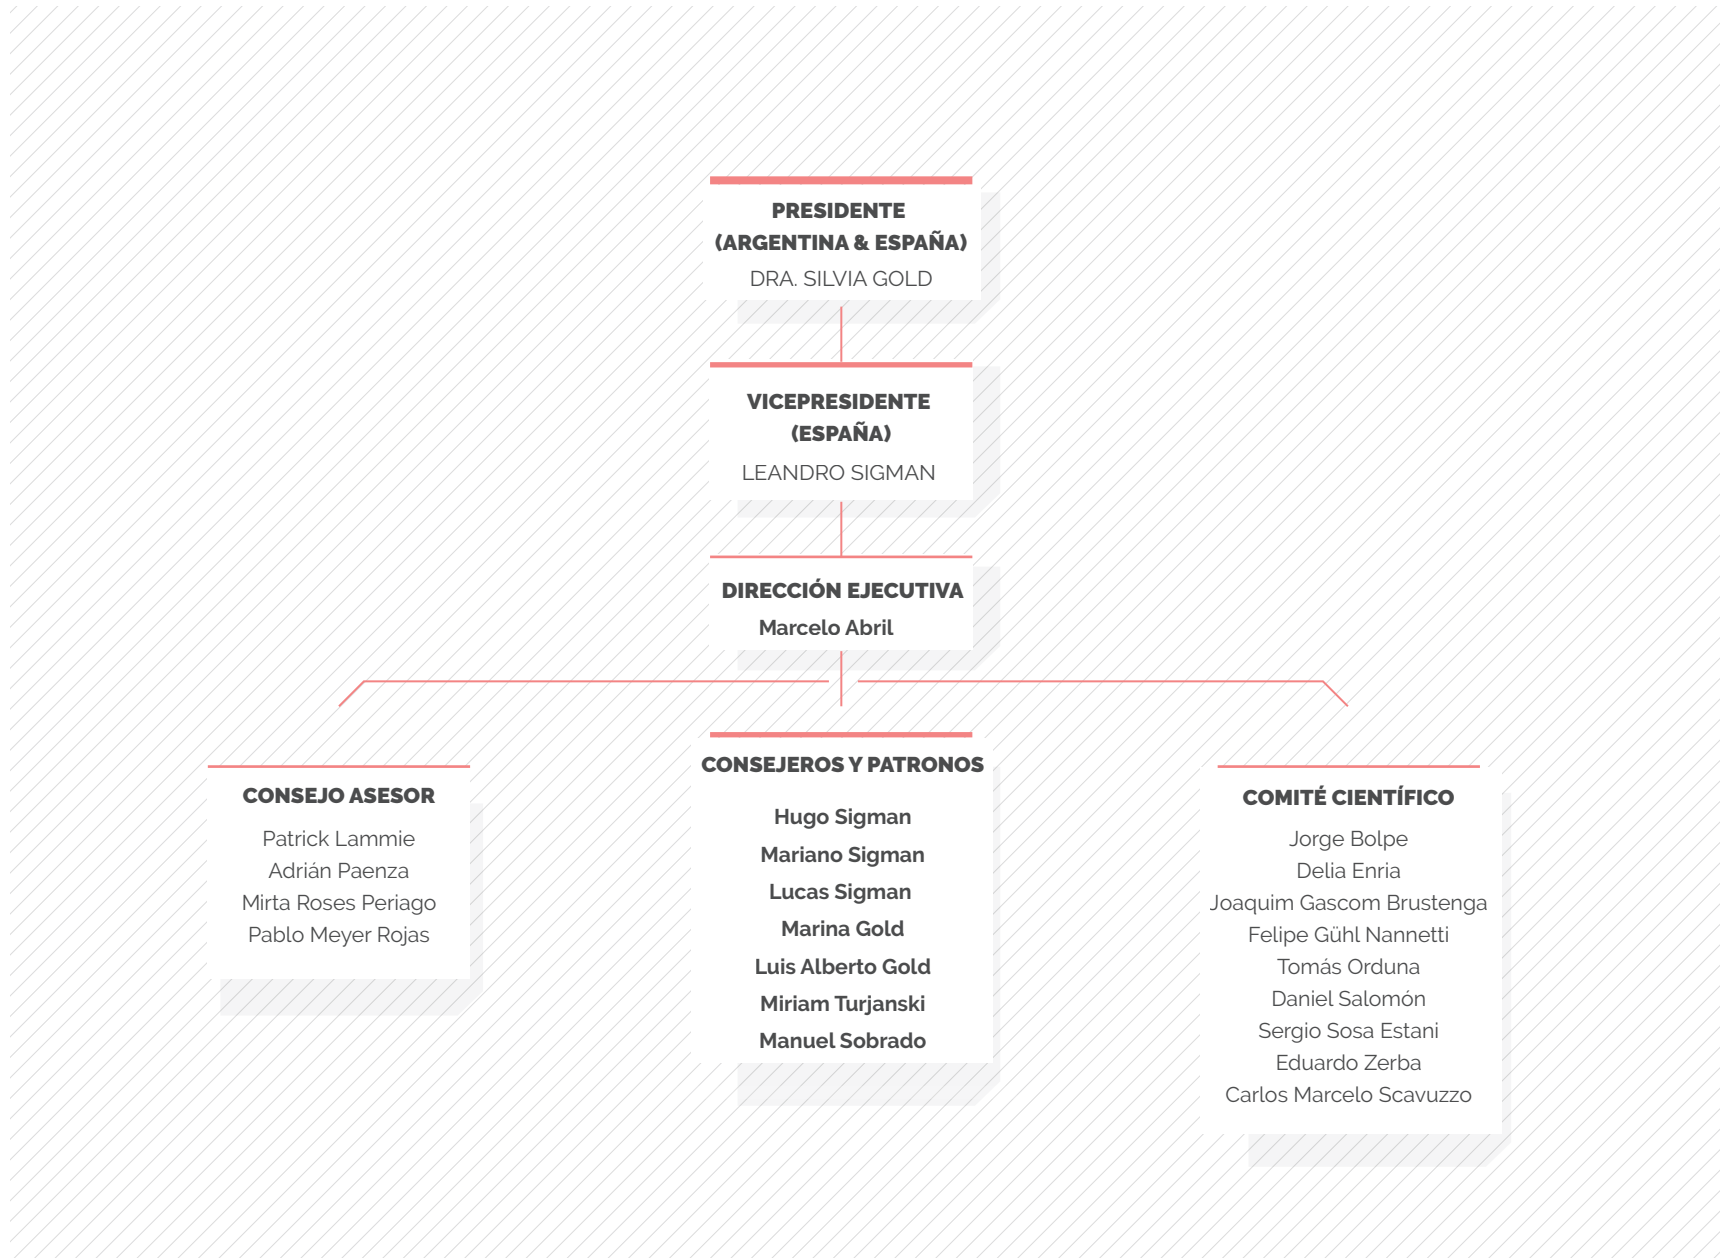 PRESIDENTE
(ARGENTINA & ESPAÑA)
DRA. SILVIA GOLD
VICEPRESIDENTE
(ESPAÑA)
LEANDRO SIGMAN
DIRECCIÓN EJECUTIVA
Marcelo Abril
CONSEJO ASESOR
Patrick Lammie
Adrián Paenza
Mirta Roses Periago
Pablo Meyer Rojas
CONSEJEROS Y PATRONOS
Hugo Sigman
Mariano Sigman
Lucas Sigman
Marina Gold
Luis Alberto Gold
Miriam Turjanski
Manuel Sobrado
COMITÉ CIENTÍFICO
Jorge Bolpe
Delia Enria
Joaquim Gascom Brustenga
Felipe Gühl Nannetti
Tomás Orduna
Daniel Salomón
Sergio Sosa Estani
Eduardo Zerba
Carlos Marcelo Scavuzzo